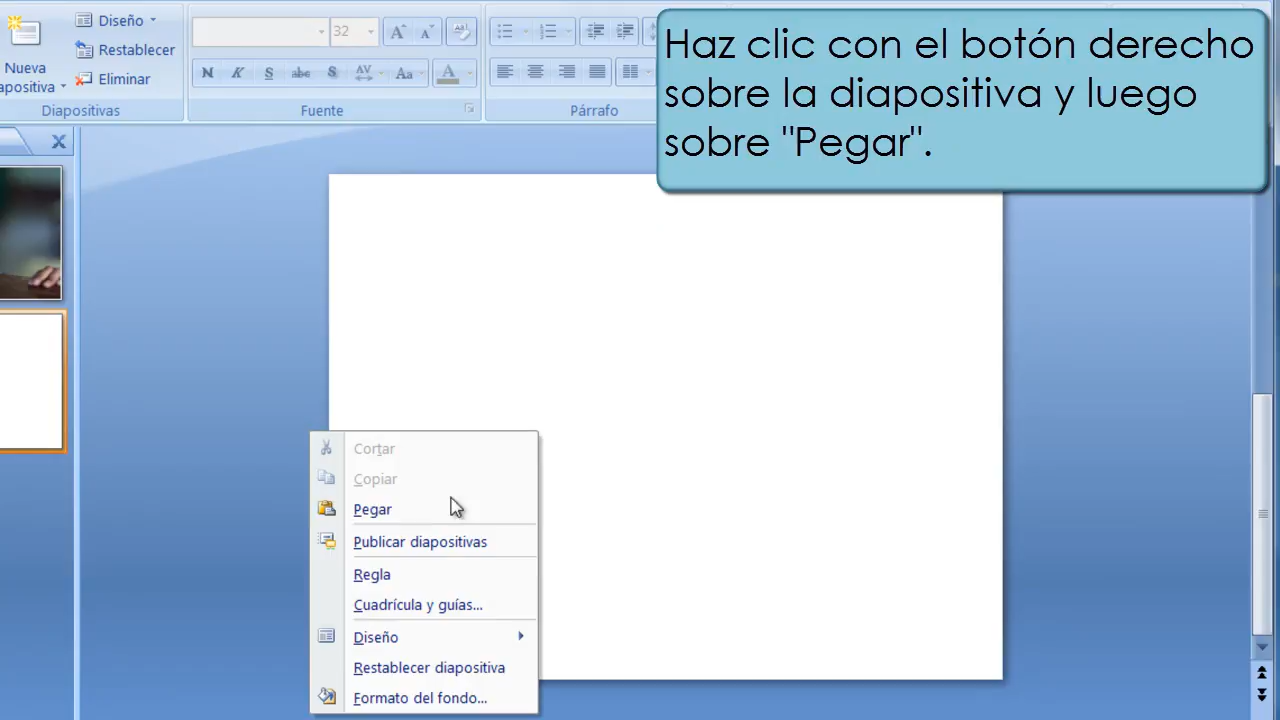 Diseño
Restablecer
Eliminar
Nueva
apositiva
Diapositivas
32
N K S abc S AV Aa A
Fuente
Párrafo
Haz clic con el botón derecho
sobre la diapositiva y luego
sobre "Pegar".
Cortar
Copiar
Pegar
Publicar diapositivas
Regla
Cuadrícula y guías...
Diseño
Restablecer diapositiva
Formato del fondo...